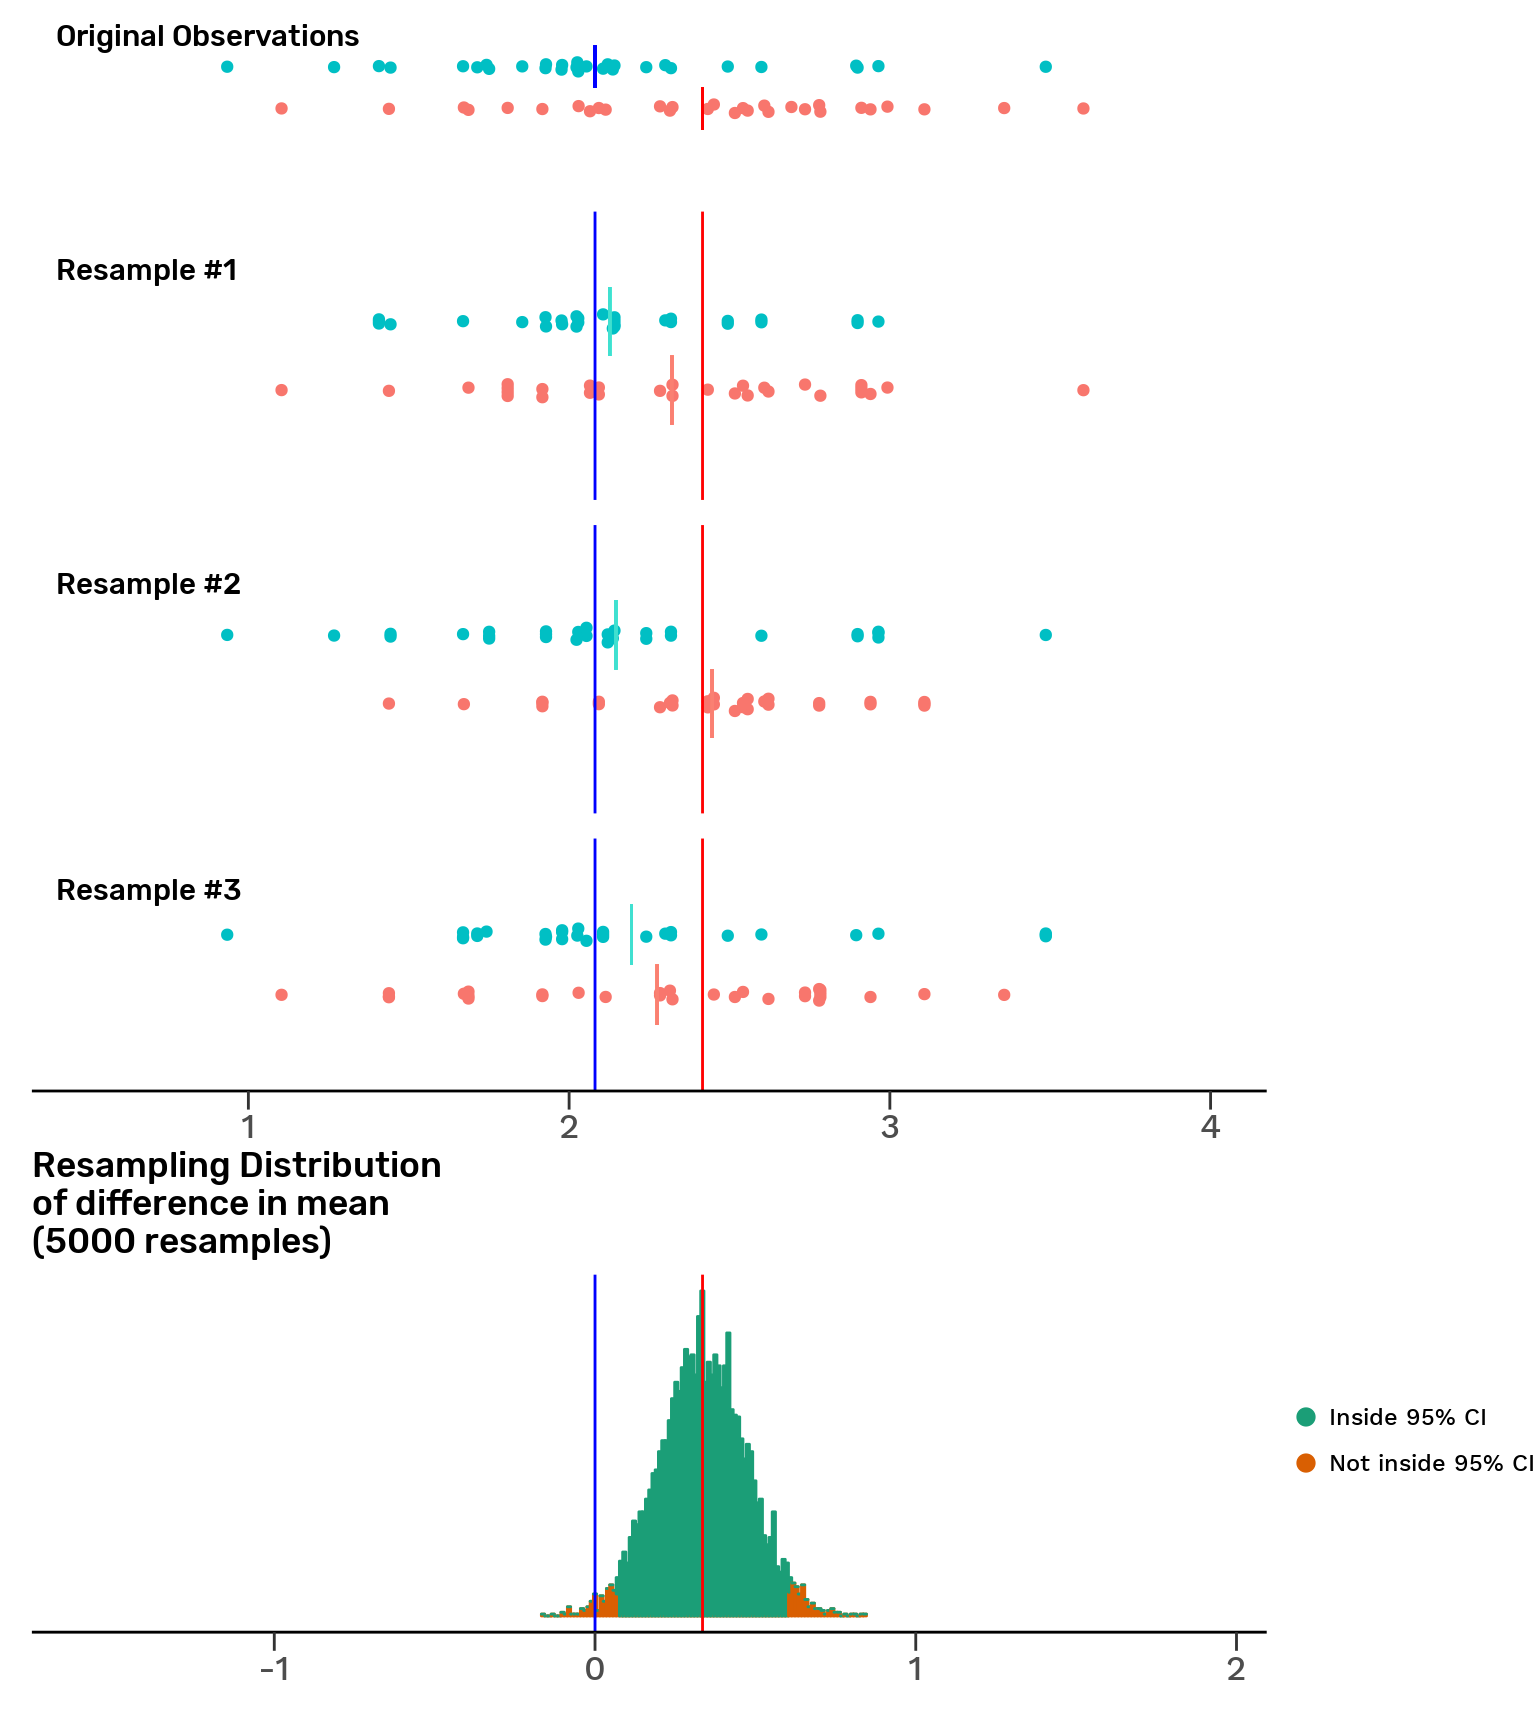 Original Observations
Resample #1
Resample #2
Resample #3
1 2 3 4
Resampling Distribution
of difference in mean
(5000 resamples)
Inside 95% CI
Not inside 95% CI
-1 0 1 2